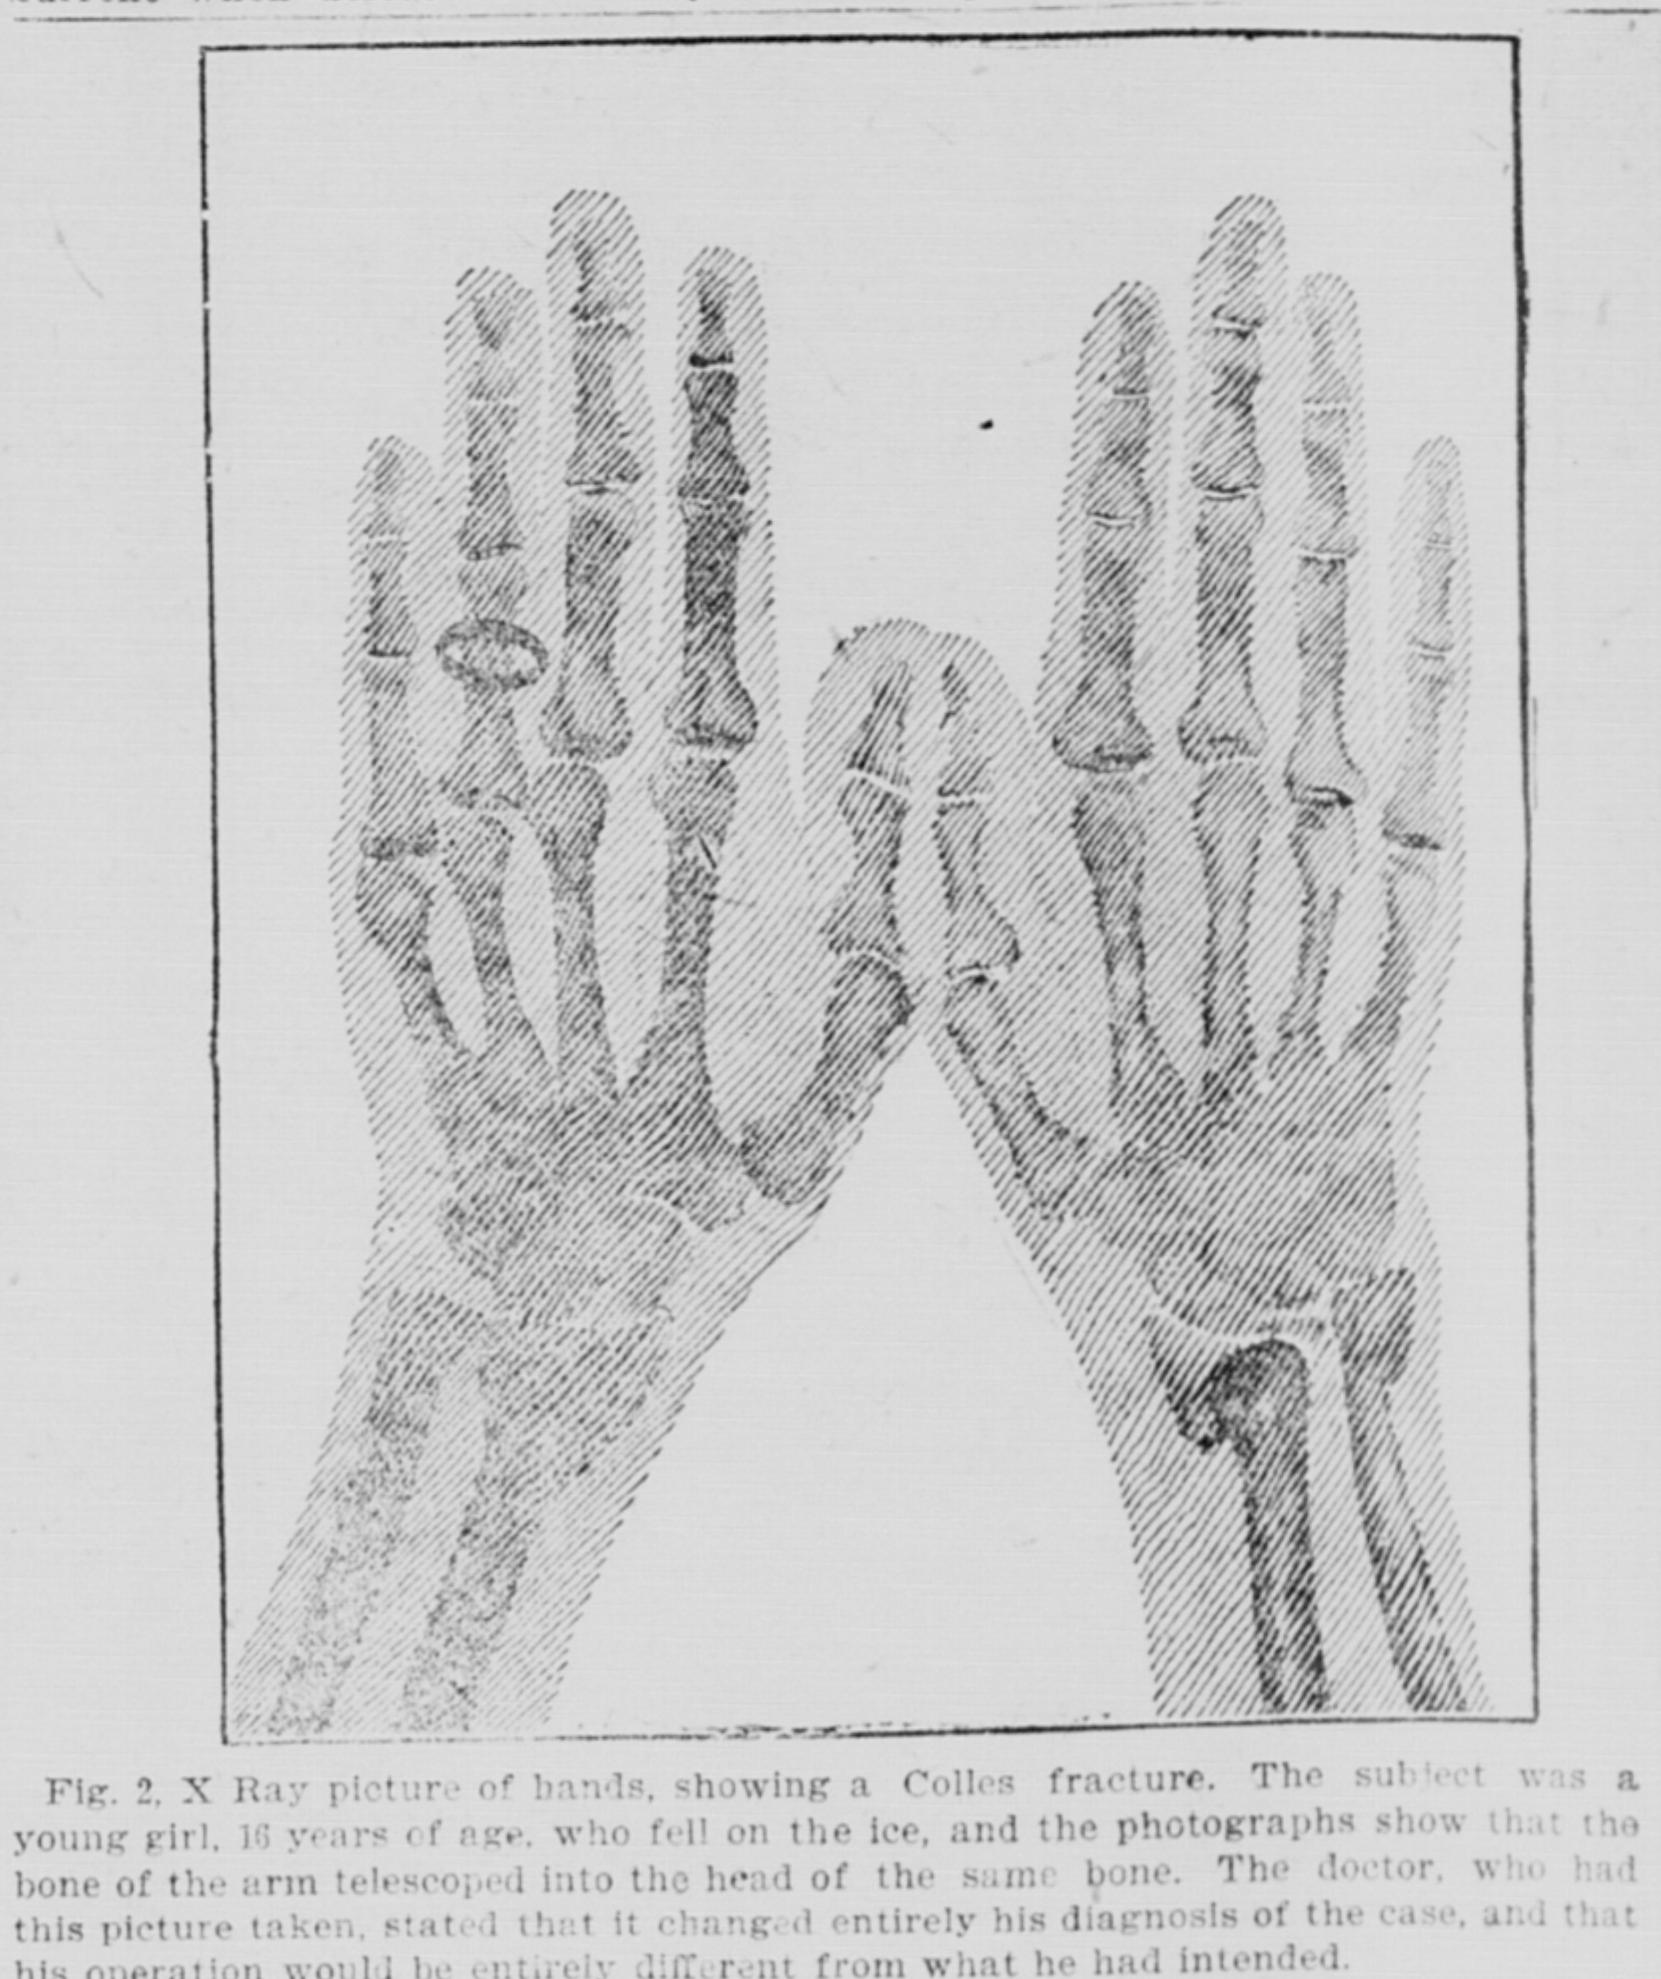 Fig. 2, X Ray picture of hands, showing a Colles fracture. The subject was a
young girl, 16 years of age, who fell on the ice, and the photographs show that the
bone of the arm telescoped into the head of the same bone. The doctor, who had
this picture taken, stated that it changed entirely his diagnosis of the case, and that
his operation would be entirely different from what he had intended.